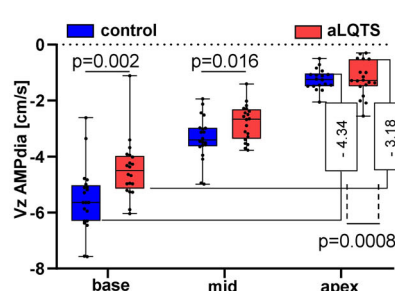 control aLQTS
0
p=0.002 p=0.016
-2
-4
-6
-8
Vz AMPdia [cm/s]
- 4.34
- 3.18
p=0.0008
base mid apex